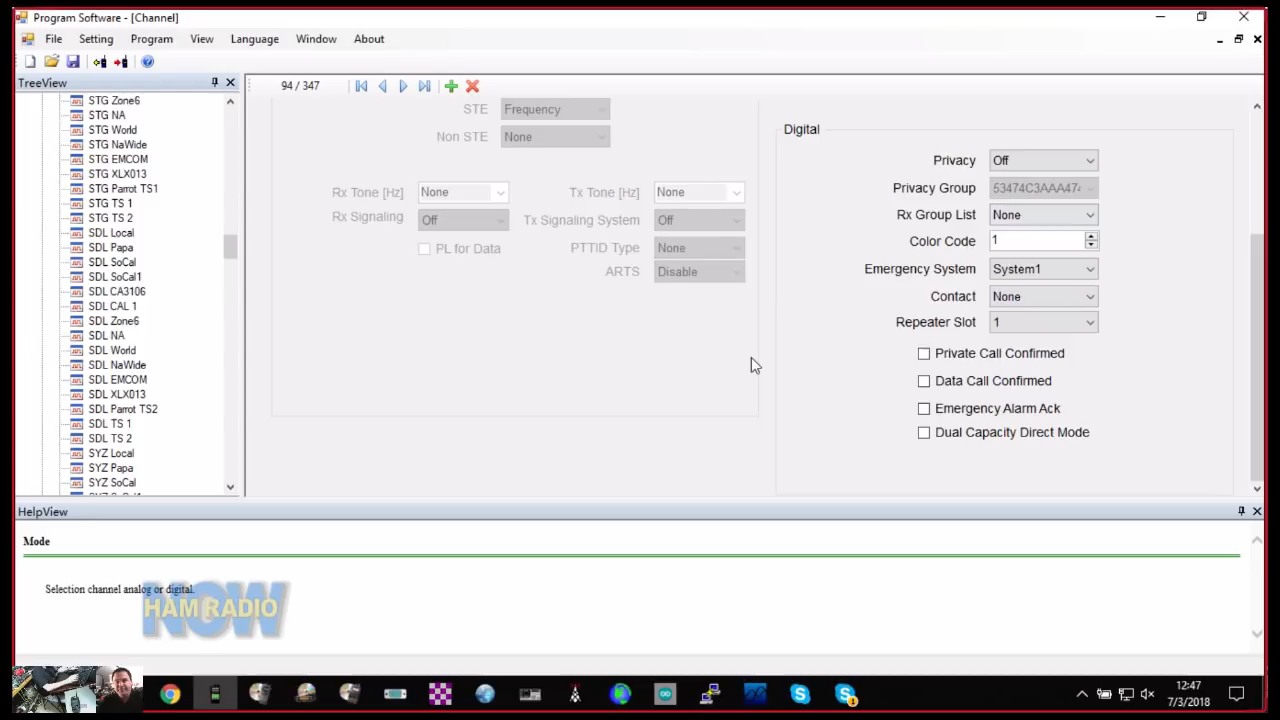 Program Software - [Channel]
File Setting Program View Language Window About
TreeView
94 / 347
STG Zone6
STG NA
STG World
STG NaWide
STG EMCOM
STG XLX013
STG Parrot TS1
STG TS 1
STG TS 2
SDL Local
SDL Papa
SDL SoCal
SDL SoCal1
SDL CA3106
SDL CAL 1
SDL Zone6
SDL NA
SDL World
SDL NaWide
SDL EMCOM
SDL XLX013
SDL Parrot TS2
SDL TS 1
SDL TS 2
SYZ Local
SYZ Papa
SYZ SoCal
STE Frequency
Non STE None
Rx Tone [Hz] None Tx Tone [Hz] None
Rx Signaling Off Tx Signaling System Off
PL for Data PTTID Type None
ARTS Disable
Digital
Privacy Off
Privacy Group 53474C3AAA474
Rx Group List None
Color Code 1
Emergency System System1
Contact None
Repeater Slot 1
Private Call Confirmed
Data Call Confirmed
Emergency Alarm Ack
Dual Capacity Direct Mode
HelpView
Mode
Selection channel analog or digital.
NOW
HAM RADIO
12:47
7/3/2018